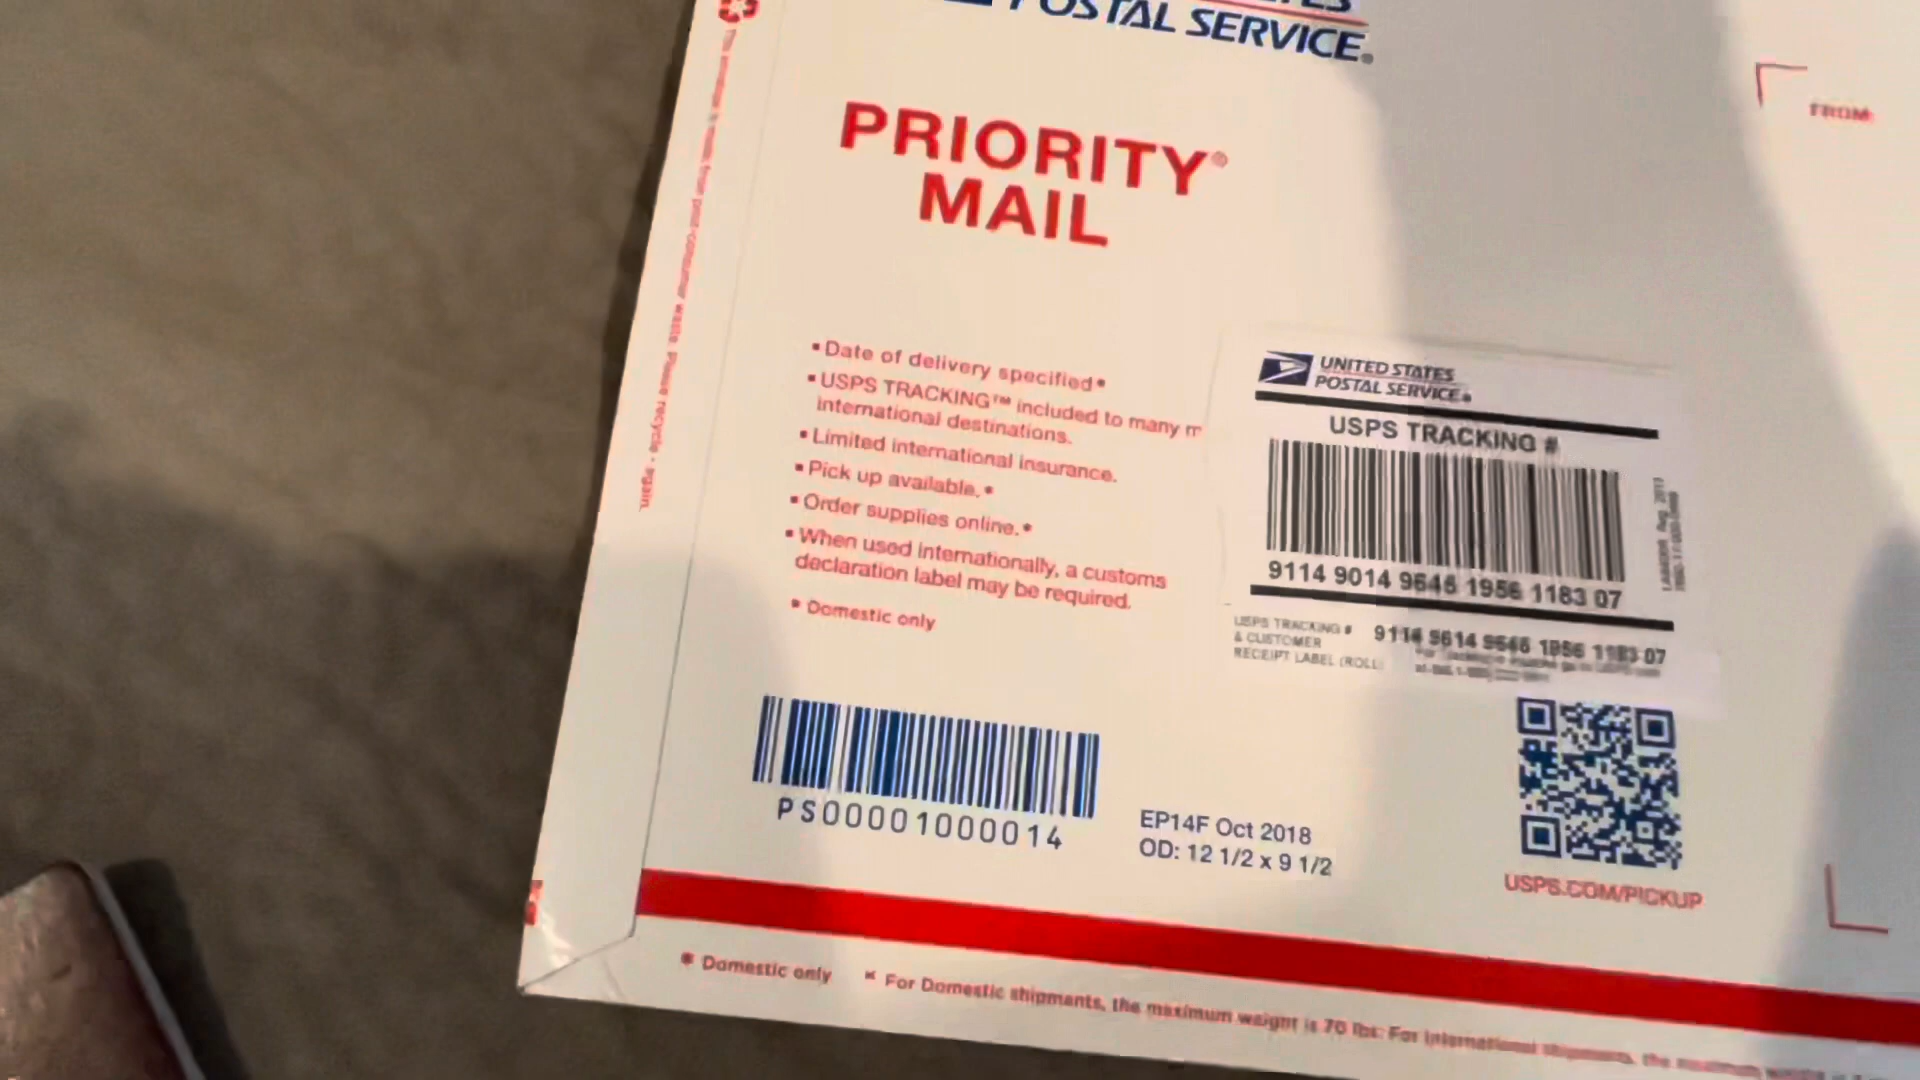 POSTAL SERVICE®
PRIORITY®
MAIL
FROM:
▪ Date of delivery specified*
▪ USPS TRACKING™ included to many
international destinations.
▪ Limited international insurance.
▪ Pick up available.*
▪ Order supplies online.*
▪ When used internationally, a customs
declaration label may be required.
* Domestic only
UNITED STATES
POSTAL SERVICE®
USPS TRACKING #
9114 9014 9645 1956 1183 07
USPS TRACKING #
& CUSTOMER
RECEIPT LABEL (ROLL)
PS00001000014
EP14F Oct 2018
OD: 12 1/2 x 9 1/2
USPS.COM/PICKUP
* Domestic only
For Domestic shipments, the maximum weight is 70 lbs. For international shipments, the maximum